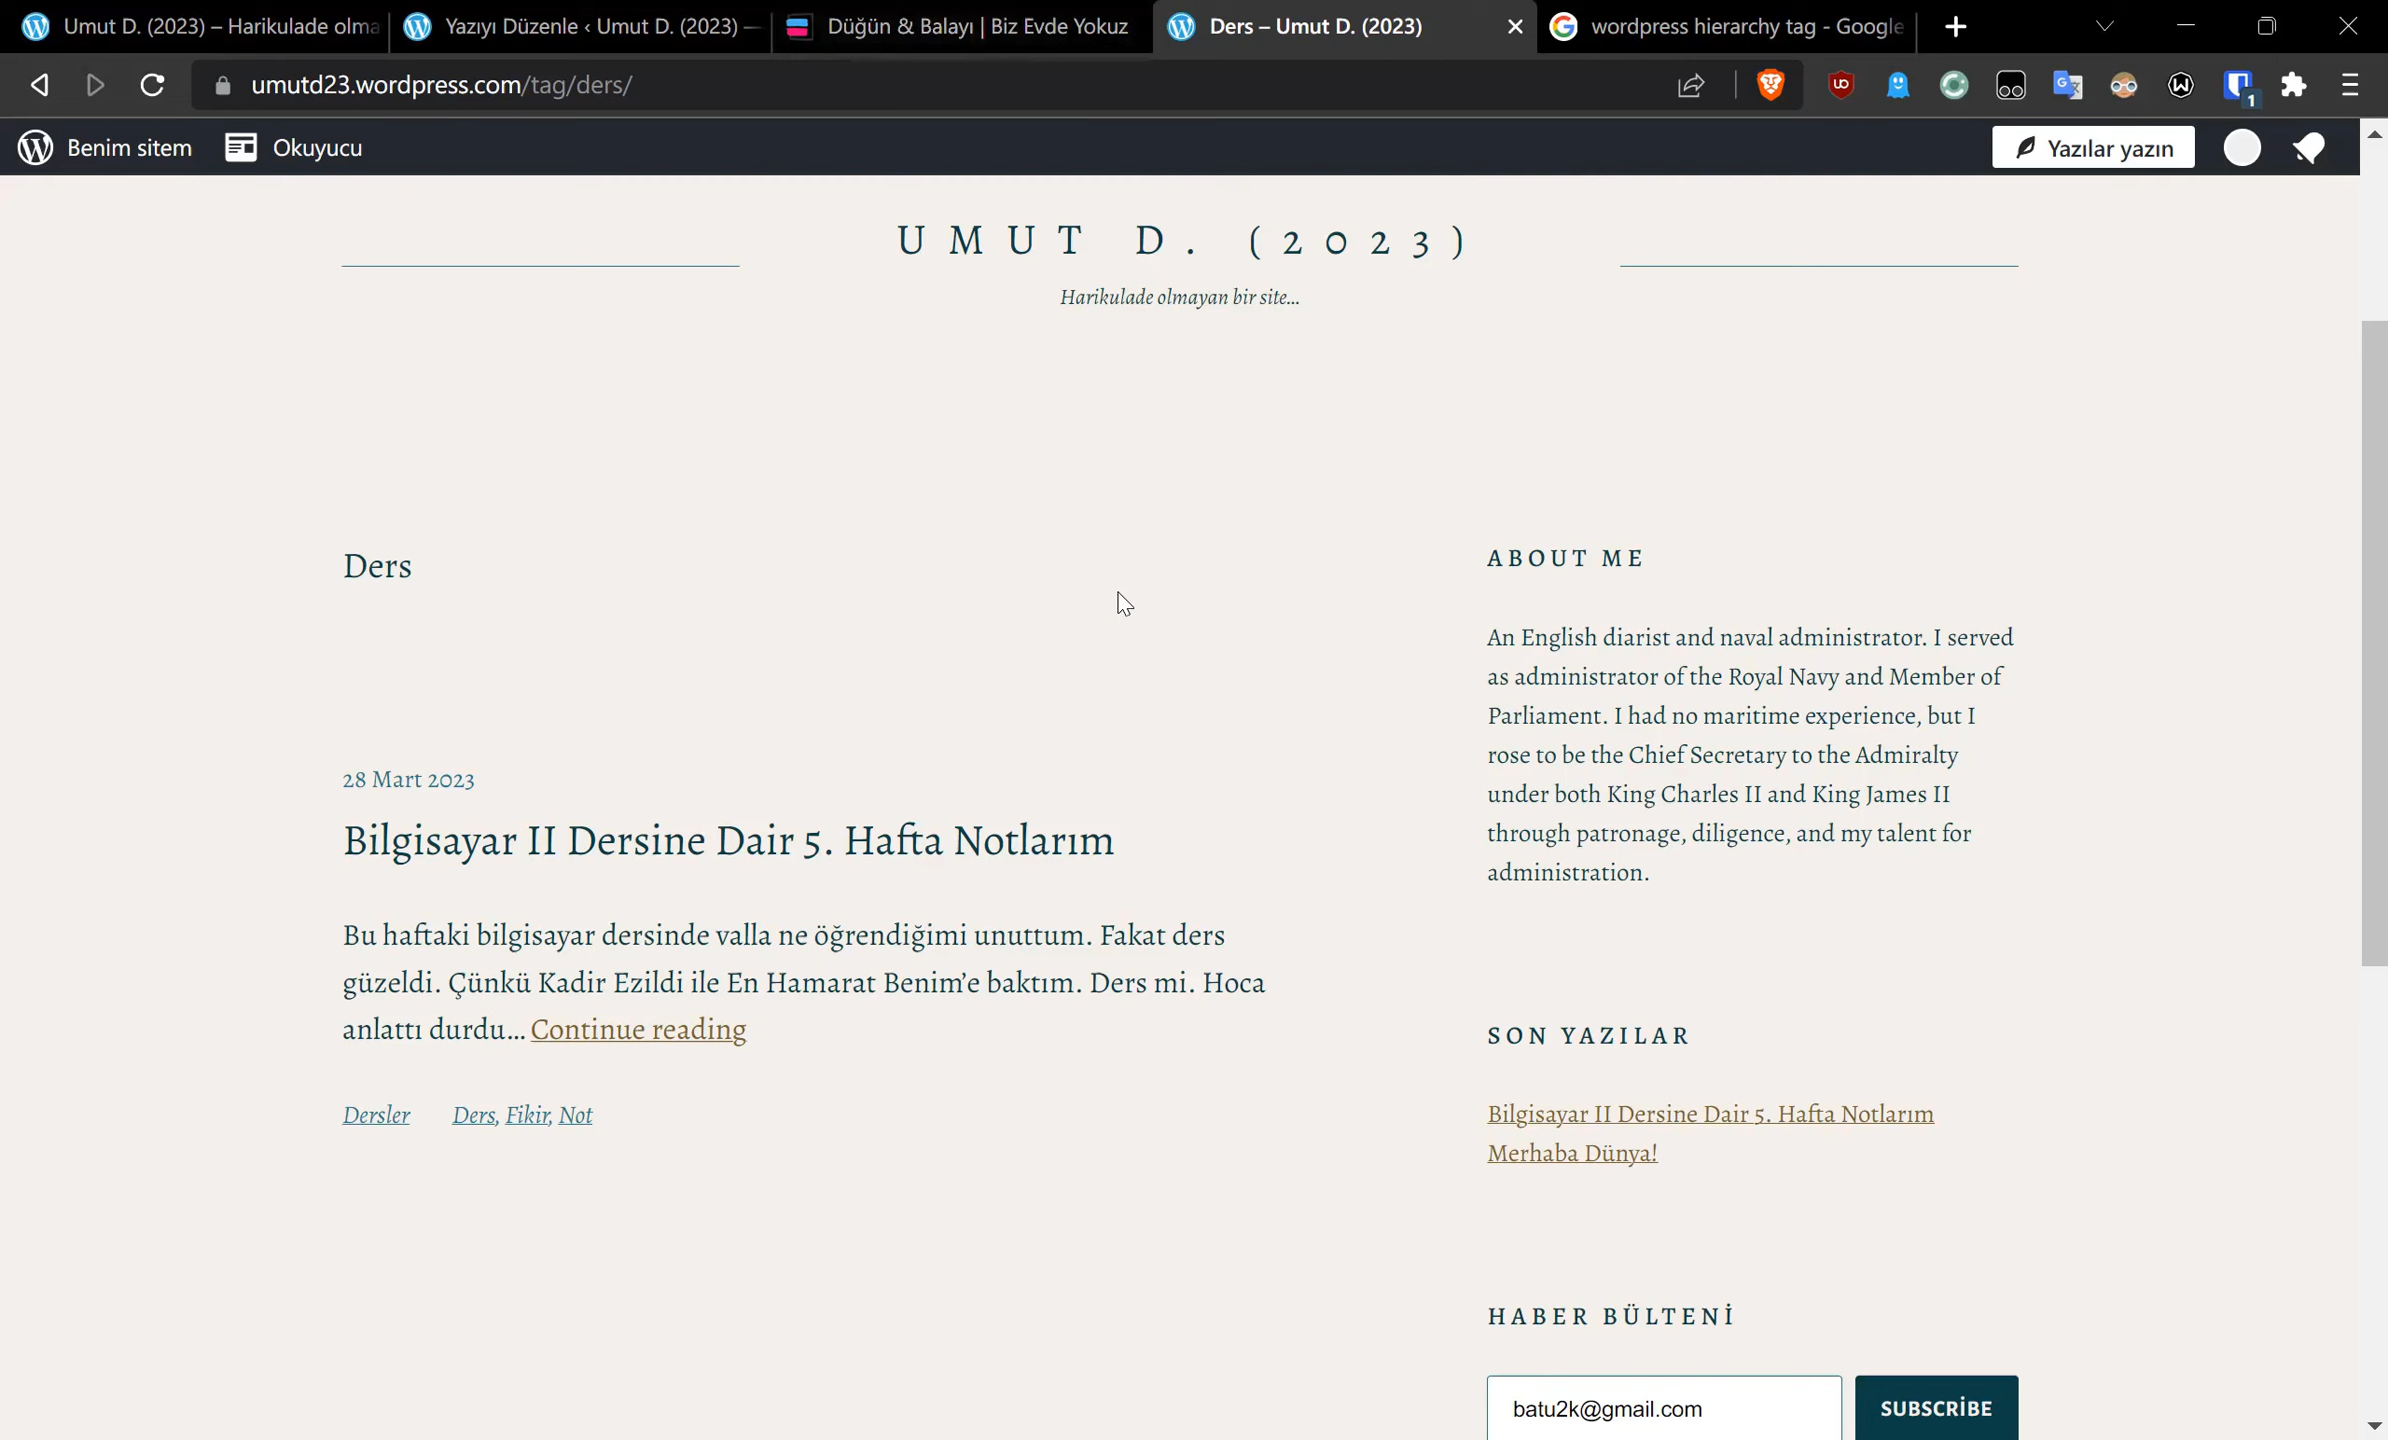 Umut D. (2023) – Harikulade olma
Yazıyı Düzenle ‹ Umut D. (2023) —
Düğün & Balayı | Biz Evde Yokuz
Ders – Umut D. (2023)
wordpress hierarchy tag - Google
umutd23.wordpress.com/tag/ders/
1
Benim sitem
Okuyucu
Yazılar yazın
UMUT D. (2023)
Harikulade olmayan bir site...
Ders
28 Mart 2023
Bilgisayar II Dersine Dair 5. Hafta Notlarım
Bu haftaki bilgisayar dersinde valla ne öğrendiğimi unuttum. Fakat ders
güzeldi. Çünkü Kadir Ezildi ile En Hamarat Benim’e baktım. Ders mi. Hoca
anlattı durdu... Continue reading
Dersler Ders, Fikir, Not
ABOUT ME
An English diarist and naval administrator. I served
as administrator of the Royal Navy and Member of
Parliament. I had no maritime experience, but I
rose to be the Chief Secretary to the Admiralty
under both King Charles II and King James II
through patronage, diligence, and my talent for
administration.
SON YAZILAR
Bilgisayar II Dersine Dair 5. Hafta Notlarım
Merhaba Dünya!
HABER BÜLTENİ
batu2k@gmail.com
SUBSCRİBE